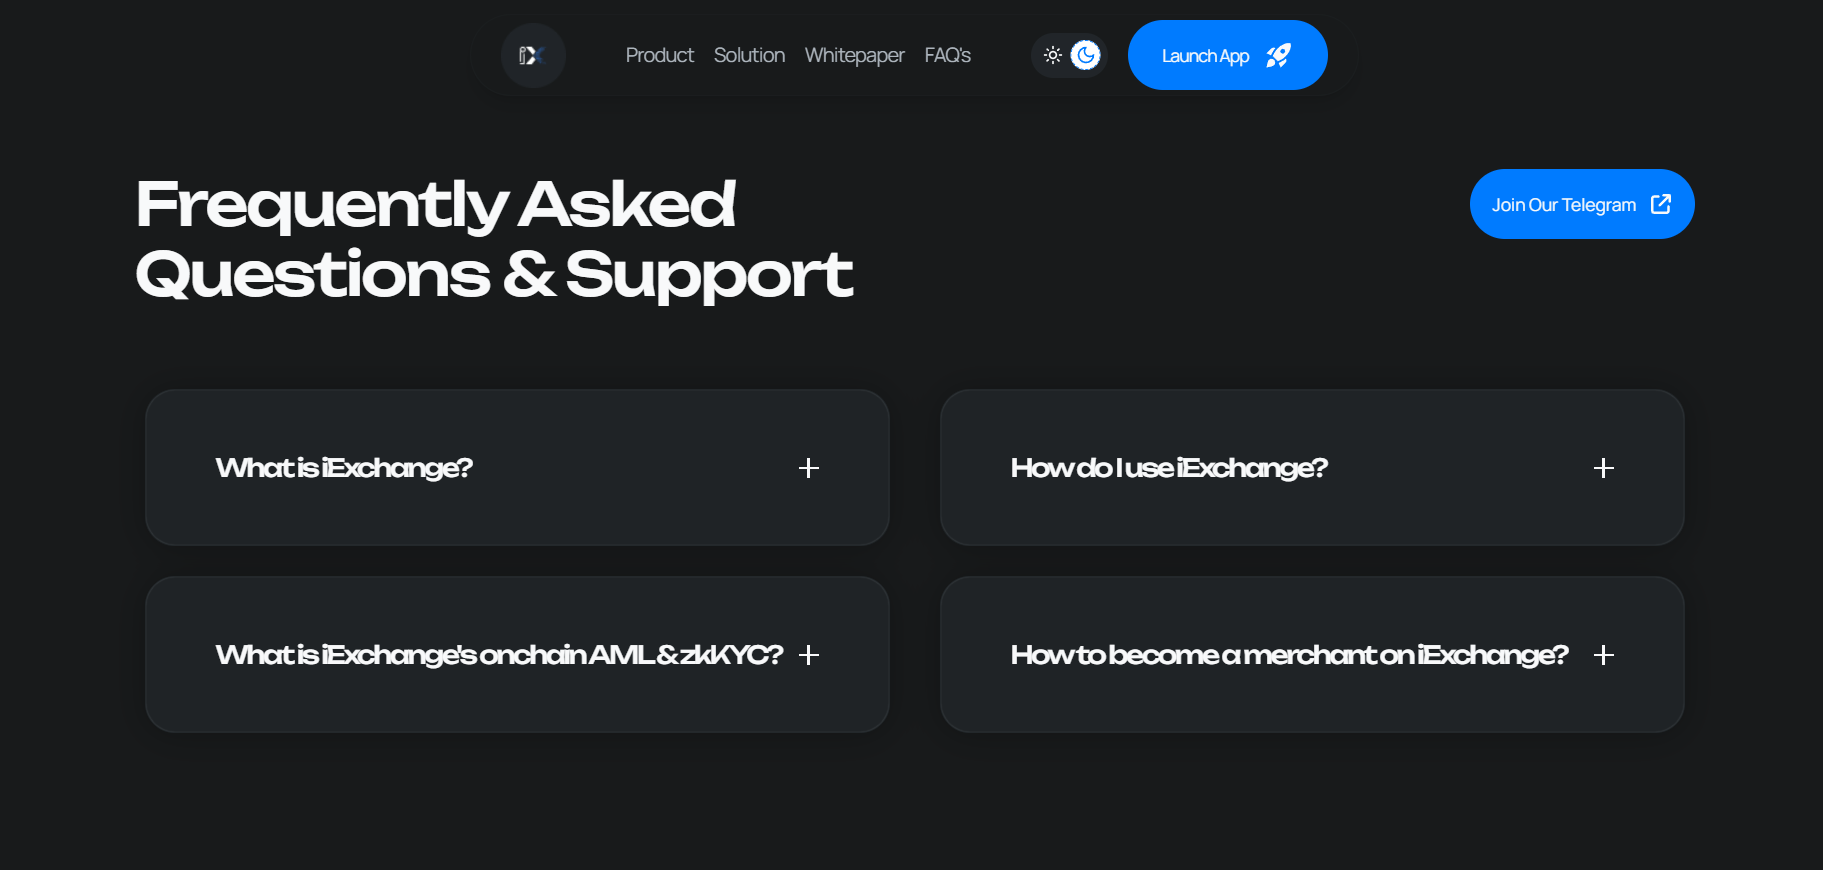 iX
Product Solution Whitepaper FAQ's
Launch App
Frequently Asked
Questions & Support
Join Our Telegram
What is iExchange?
How do I use iExchange?
What is iExchange's onchain AML & zkKYC?
How to become a merchant on iExchange?